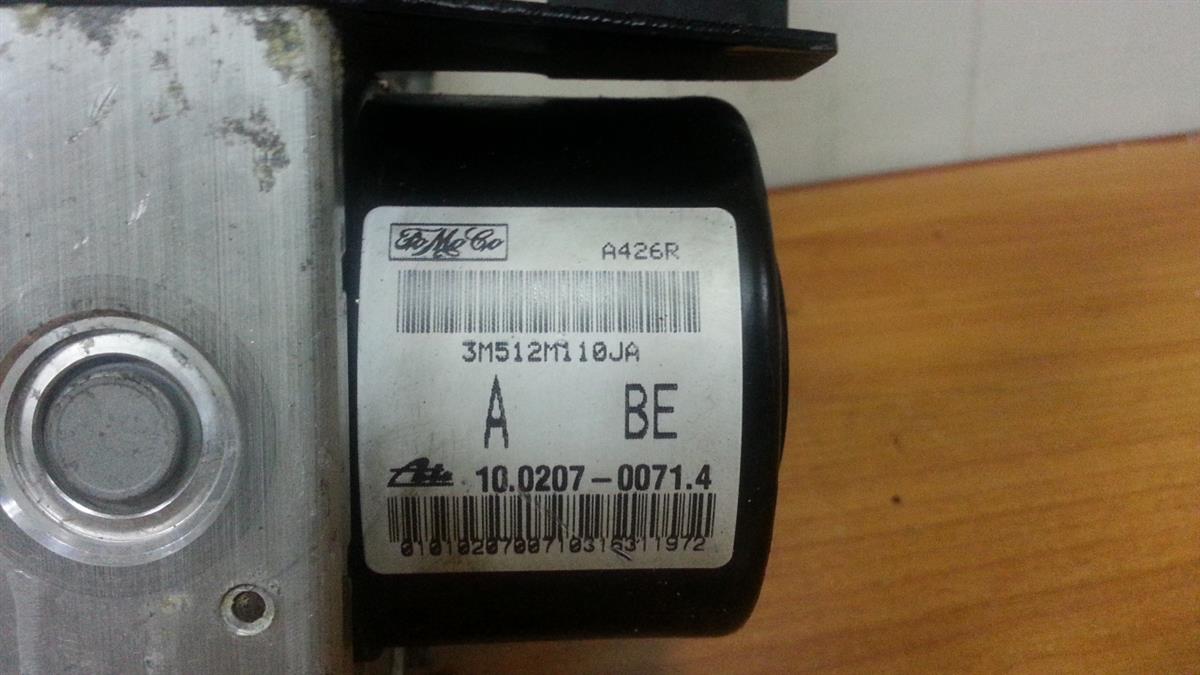 FoMoCo A426R
3M512M110JA
A BE
Ate 10.0207-0071.4
0101020700710316311972